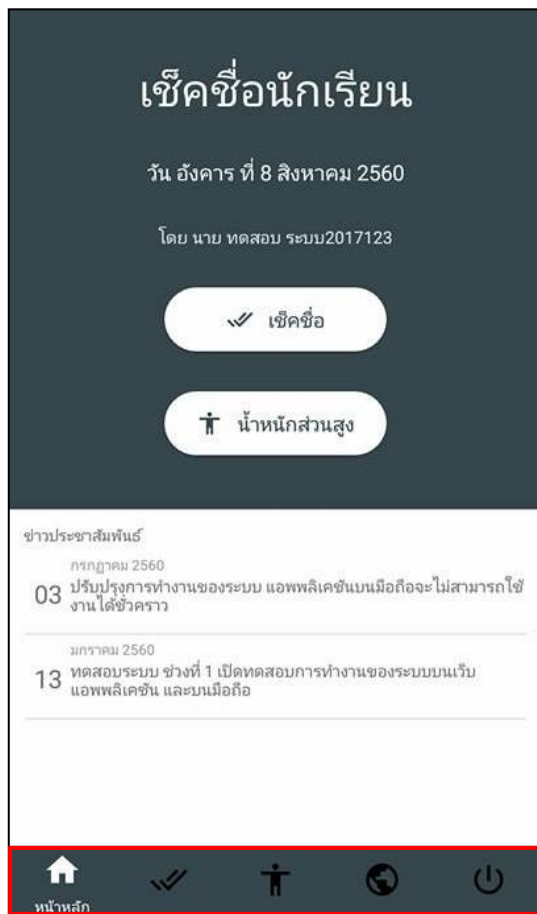 เช็คชื่อนักเรียน
วัน อังคาร ที่ 8 สิงหาคม 2560
โดย นาย ทดสอบ ระบบ2017123
เช็คชื่อ
น้ำหนักส่วนสูง
ข่าวประชาสัมพันธ์
กรกฎาคม 2560
03 ปรับปรุงการทำงานของระบบ แอพพลิเคชันบนมือถือจะไม่สามารถใช้
งานได้ชั่วคราว
มกราคม 2560
13 ทดสอบระบบ ช่วงที่ 1 เปิดทดสอบการทำงานของระบบบนเว็บ
แอพพลิเคชัน และบนมือถือ
หน้าหลัก